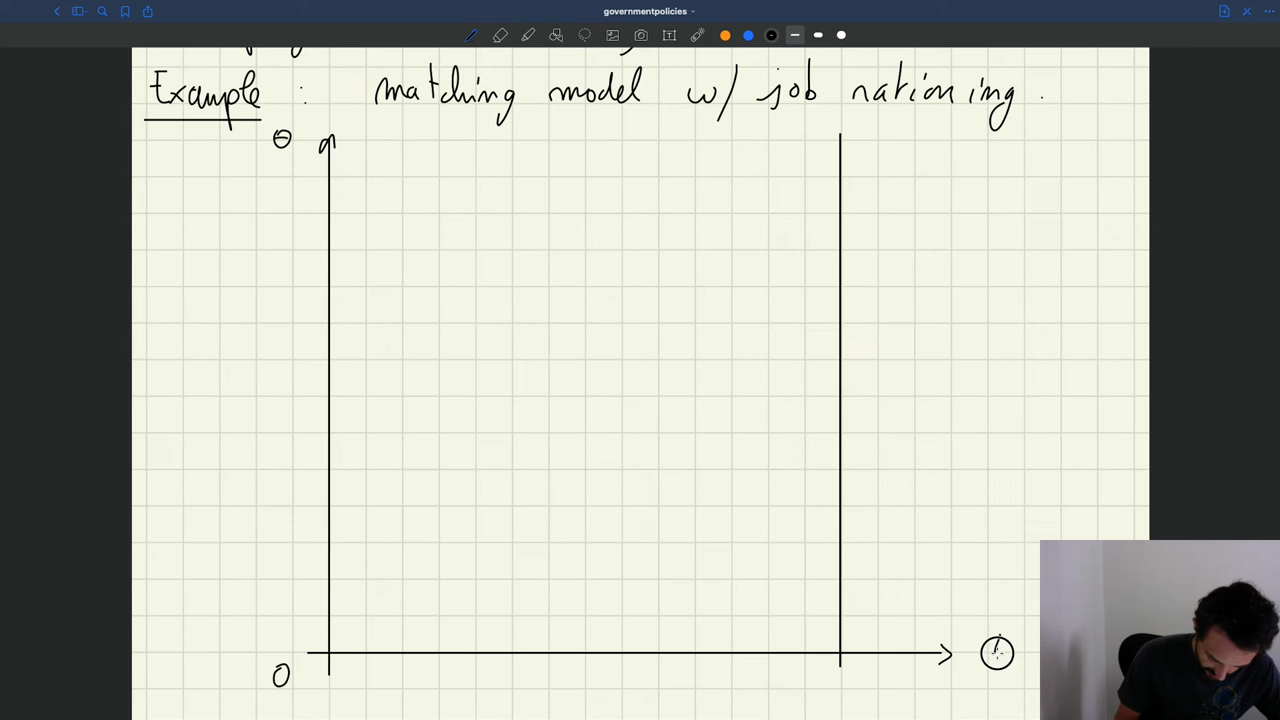 governmentpolicies
Example : matching model w/ job rationing.
θ
0